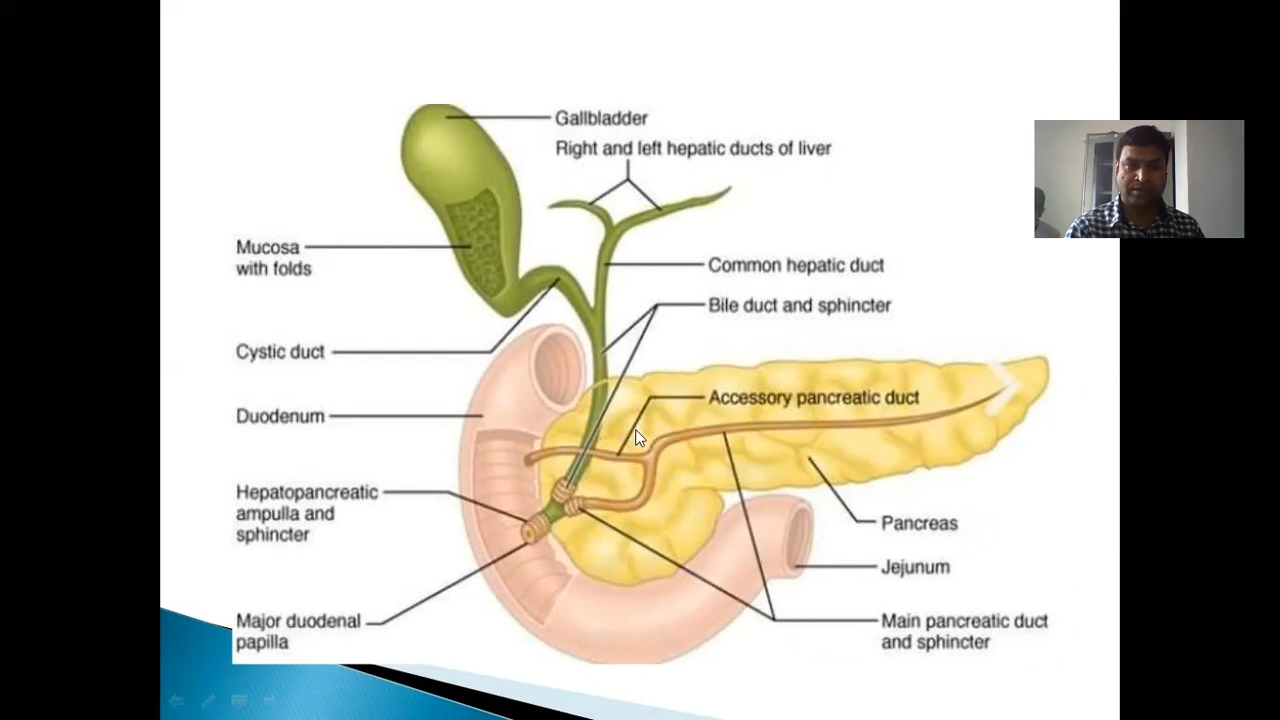 Gallbladder
Right and left hepatic ducts of liver
Mucosa
with folds
Common hepatic duct
Bile duct and sphincter
Cystic duct
Accessory pancreatic duct
Duodenum
Hepatopancreatic
ampulla and
sphincter
Pancreas
Jejunum
Major duodenal
papilla
Main pancreatic duct
and sphincter